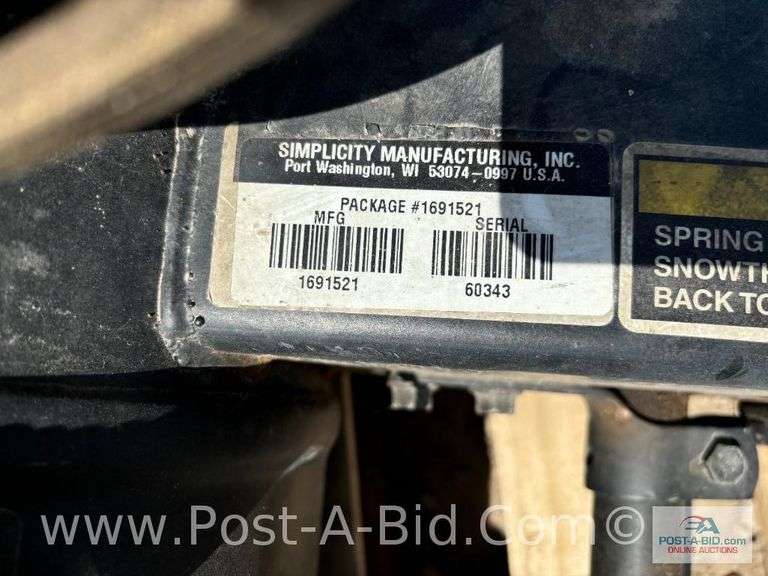 SIMPLICITY MANUFACTURING, INC.
Port Washington, WI 53074-0997 U.S.A.
PACKAGE #1691521
MFG SERIAL
1691521 60343
SPRING
SNOWTH
BACK TO
www.Post-A-Bid.Com©
POST-A-BID.com
ONLINE AUCTIONS